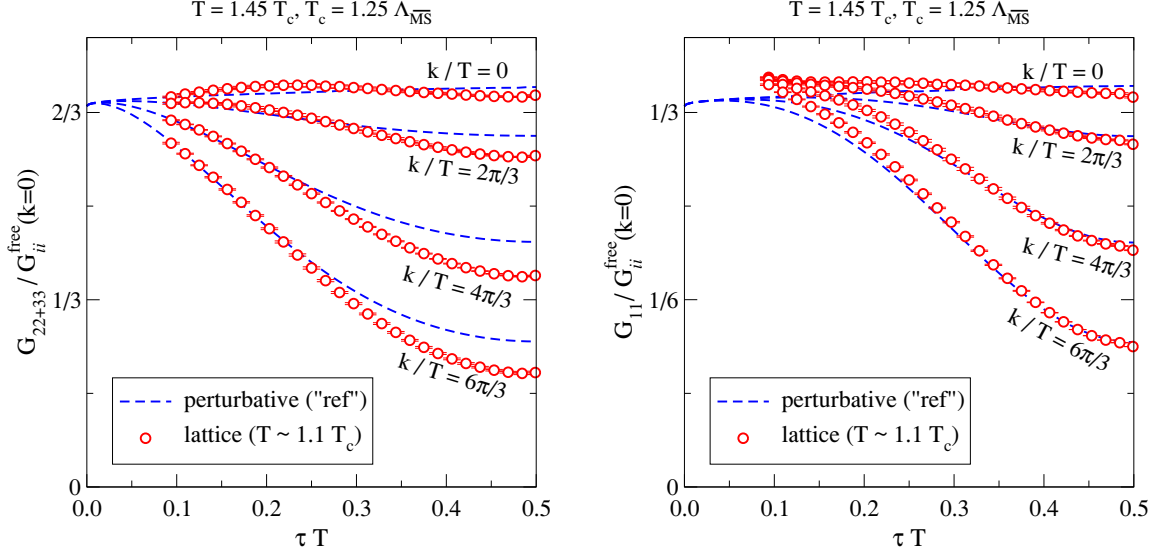 T = 1.45 T_c, T_c = 1.25 Λ_MS̅
G_22+33 / G_ii^free(k=0)
2/3
1/3
0
k / T = 0
k / T = 2π/3
k / T = 4π/3
k / T = 6π/3
perturbative ("ref")
lattice (T ~ 1.1 T_c)
0.0 0.1 0.2 0.3 0.4 0.5
τ T
T = 1.45 T_c, T_c = 1.25 Λ_MS̅
G_11 / G_ii^free(k=0)
1/3
1/6
0
k / T = 0
k / T = 2π/3
k / T = 4π/3
k / T = 6π/3
perturbative ("ref")
lattice (T ~ 1.1 T_c)
0.0 0.1 0.2 0.3 0.4 0.5
τ T